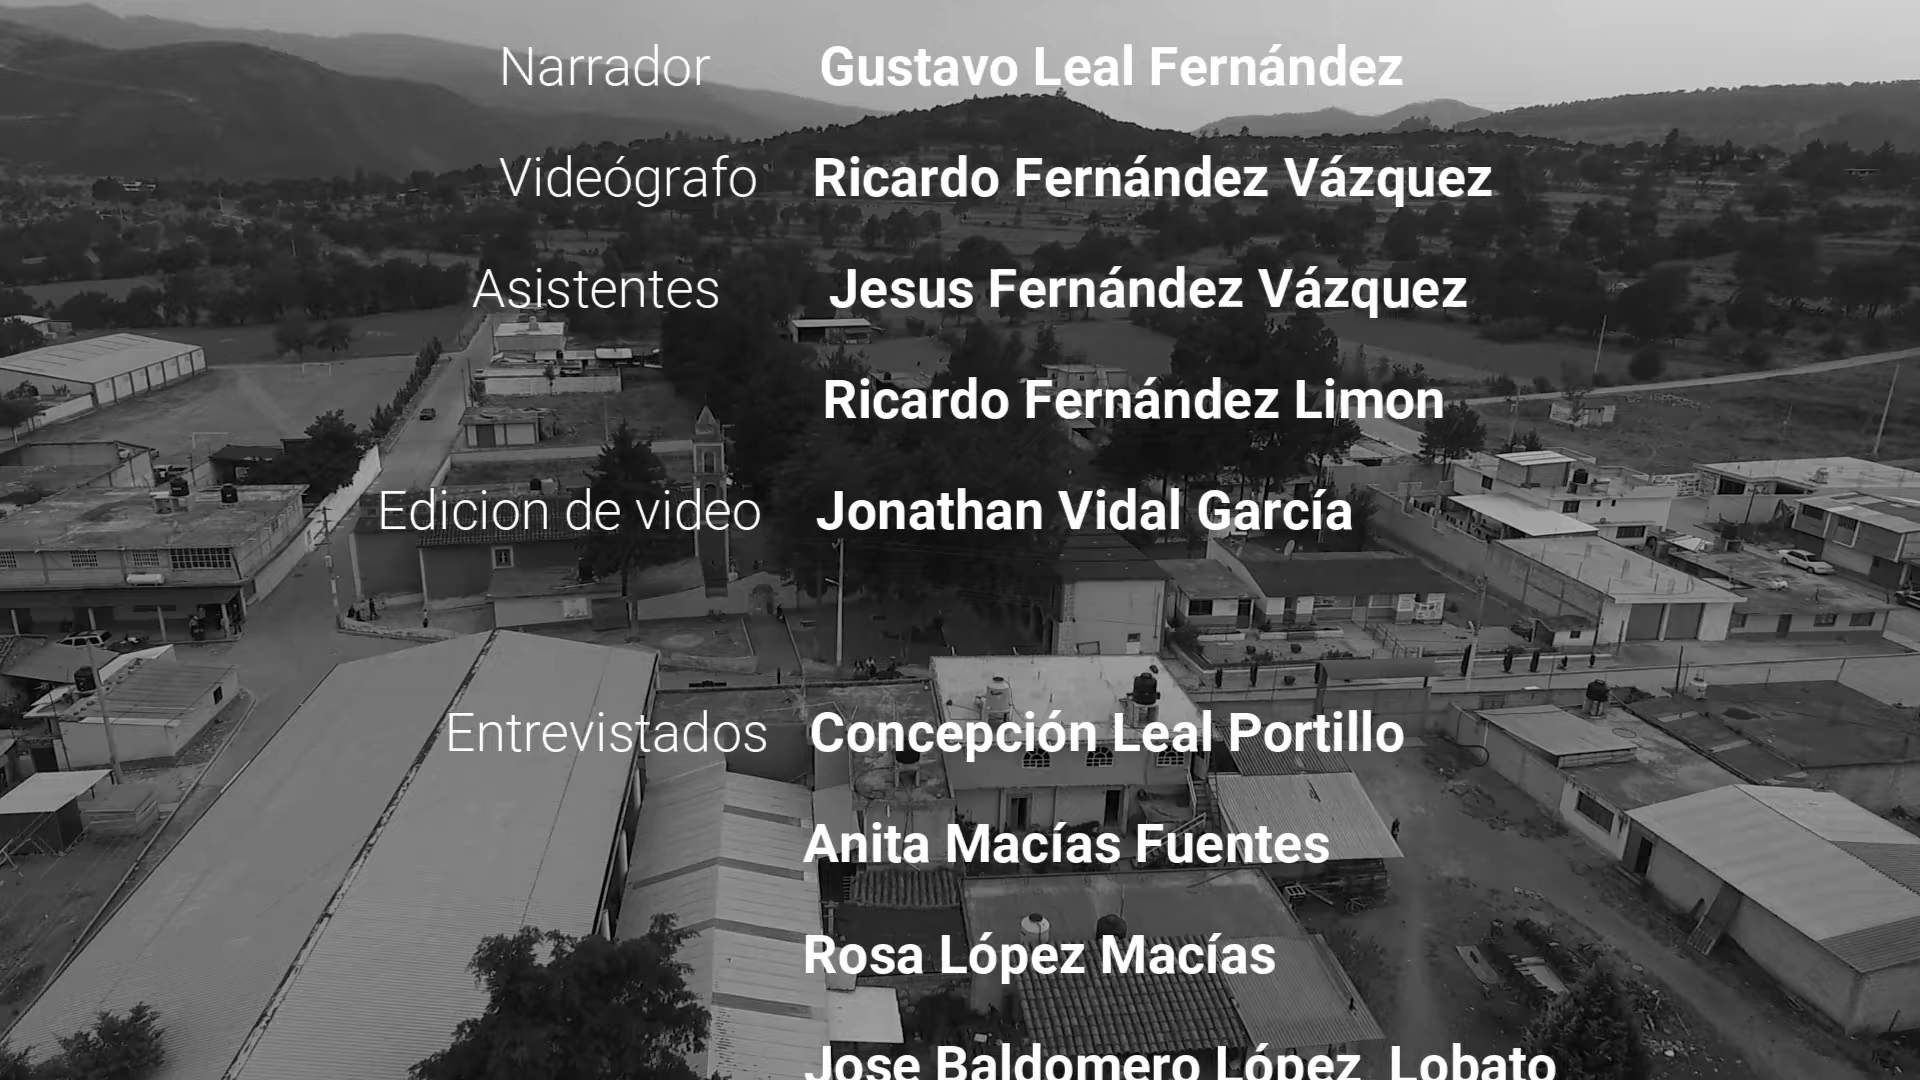 Narrador Gustavo Leal Fernández
Videógrafo Ricardo Fernández Vázquez
Asistentes Jesus Fernández Vázquez
Ricardo Fernández Limon
Edicion de video Jonathan Vidal García
Entrevistados Concepción Leal Portillo
Anita Macías Fuentes
Rosa López Macías
Jose Baldomero López Lobato